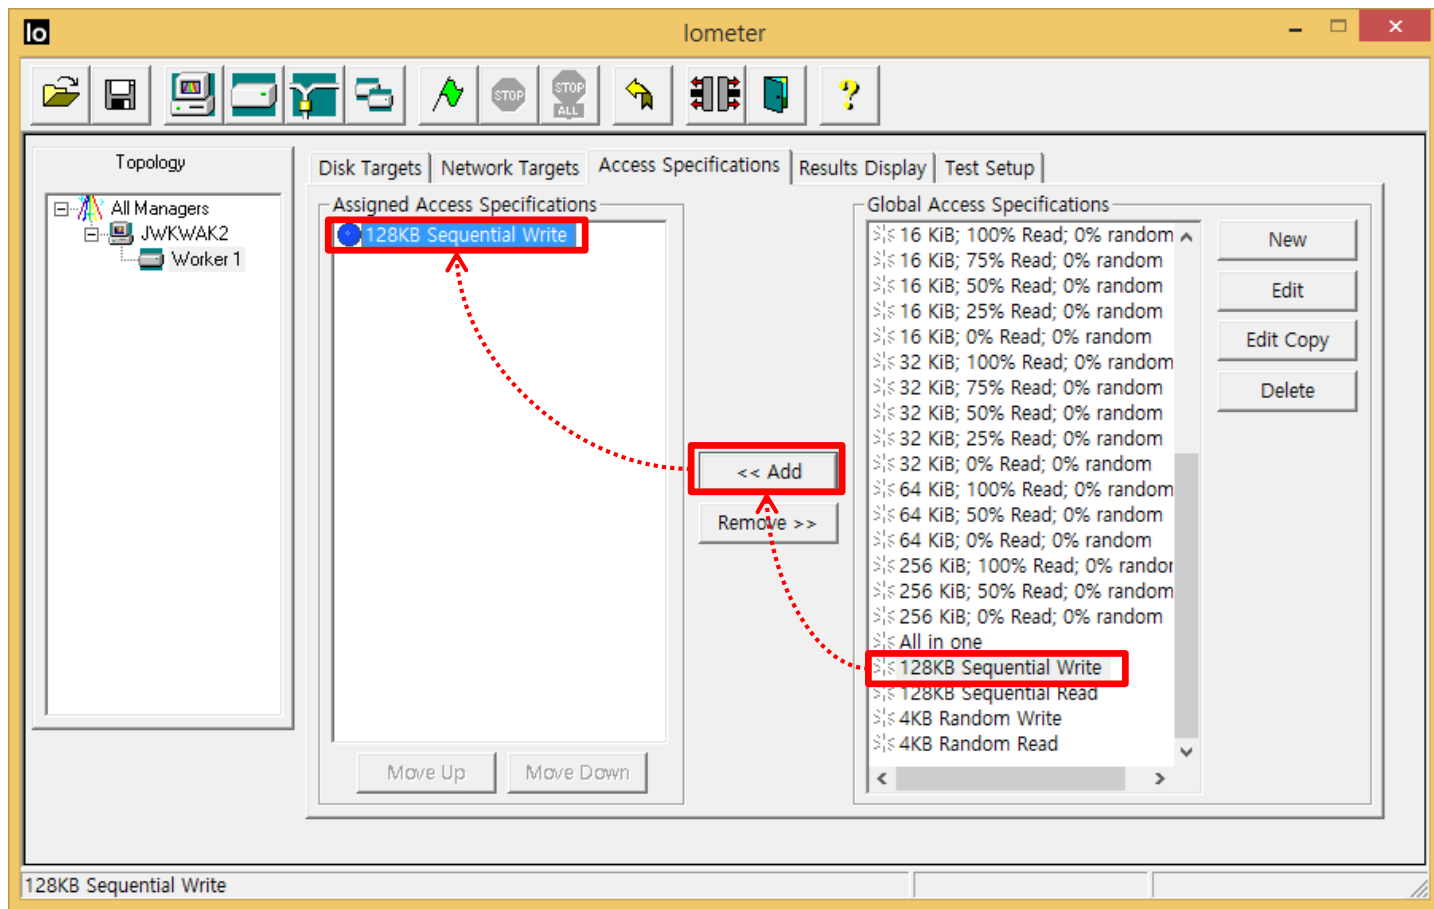 Io
Iometer
STOP
STOP
ALL
?
Topology
All Managers
JWKWAK2
Worker 1
Disk Targets
Network Targets
Access Specifications
Results Display
Test Setup
Assigned Access Specifications
128KB Sequential Write
Move Up
Move Down
<< Add
Remove >>
Global Access Specifications
16 KiB; 100% Read; 0% random
16 KiB; 75% Read; 0% random
16 KiB; 50% Read; 0% random
16 KiB; 25% Read; 0% random
16 KiB; 0% Read; 0% random
32 KiB; 100% Read; 0% random
32 KiB; 75% Read; 0% random
32 KiB; 50% Read; 0% random
32 KiB; 25% Read; 0% random
32 KiB; 0% Read; 0% random
64 KiB; 100% Read; 0% random
64 KiB; 50% Read; 0% random
64 KiB; 0% Read; 0% random
256 KiB; 100% Read; 0% randor
256 KiB; 50% Read; 0% random
256 KiB; 0% Read; 0% random
All in one
128KB Sequential Write
128KB Sequential Read
4KB Random Write
4KB Random Read
New
Edit
Edit Copy
Delete
128KB Sequential Write